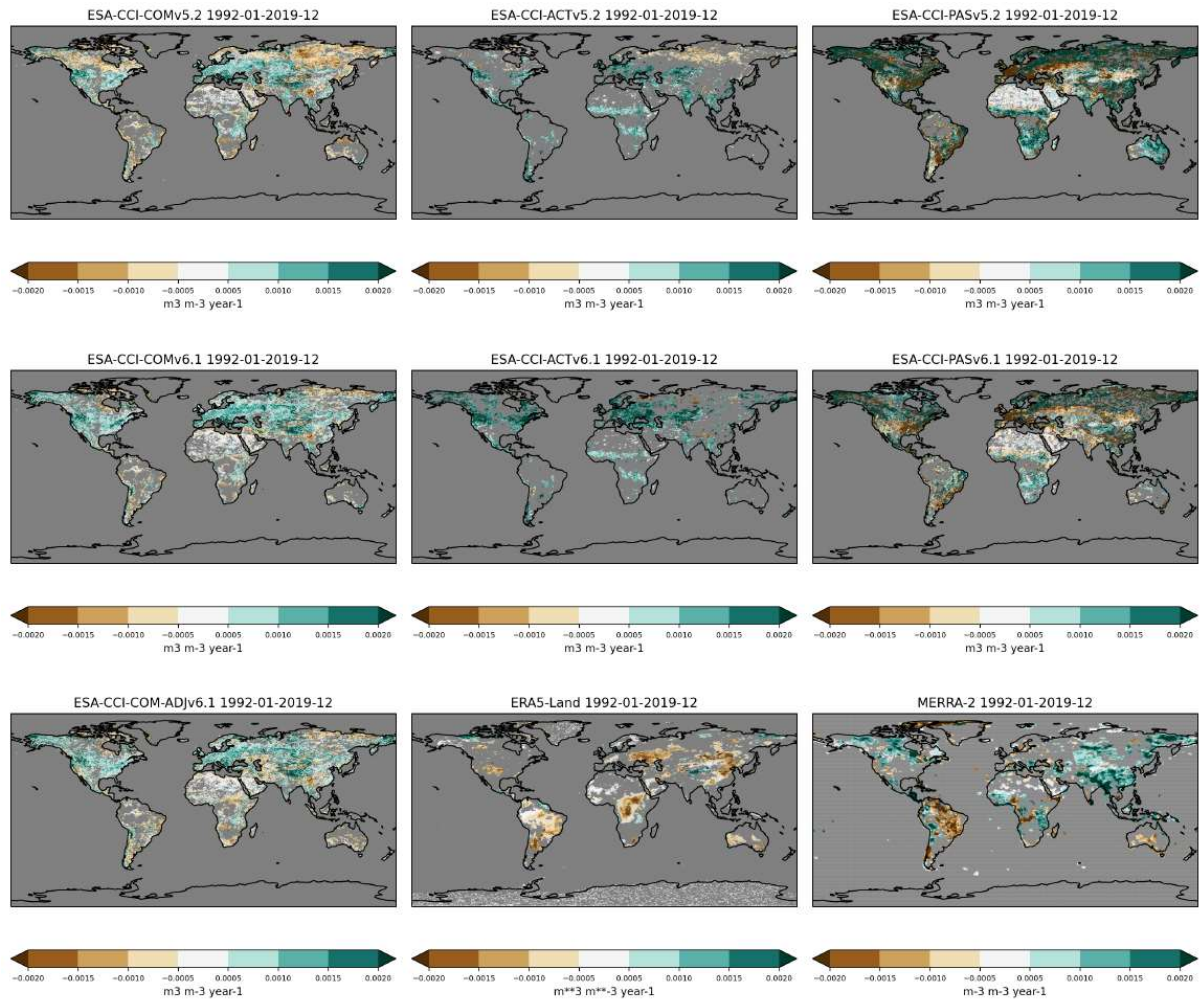 ESA-CCI-COMv5.2 1992-01-2019-12
ESA-CCI-ACTv5.2 1992-01-2019-12
ESA-CCI-PASv5.2 1992-01-2019-12
−0.0020 −0.0015 −0.0010 −0.0005 0.0005 0.0010 0.0015 0.0020
m3 m-3 year-1
−0.0020 −0.0015 −0.0010 −0.0005 0.0005 0.0010 0.0015 0.0020
m3 m-3 year-1
−0.0020 −0.0015 −0.0010 −0.0005 0.0005 0.0010 0.0015 0.0020
m3 m-3 year-1
ESA-CCI-COMv6.1 1992-01-2019-12
ESA-CCI-ACTv6.1 1992-01-2019-12
ESA-CCI-PASv6.1 1992-01-2019-12
−0.0020 −0.0015 −0.0010 −0.0005 0.0005 0.0010 0.0015 0.0020
m3 m-3 year-1
−0.0020 −0.0015 −0.0010 −0.0005 0.0005 0.0010 0.0015 0.0020
m3 m-3 year-1
−0.0020 −0.0015 −0.0010 −0.0005 0.0005 0.0010 0.0015 0.0020
m3 m-3 year-1
ESA-CCI-COM-ADJv6.1 1992-01-2019-12
ERA5-Land 1992-01-2019-12
MERRA-2 1992-01-2019-12
−0.0020 −0.0015 −0.0010 −0.0005 0.0005 0.0010 0.0015 0.0020
m3 m-3 year-1
−0.0020 −0.0015 −0.0010 −0.0005 0.0005 0.0010 0.0015 0.0020
m**3 m**-3 year-1
−0.0020 −0.0015 −0.0010 −0.0005 0.0005 0.0010 0.0015 0.0020
m-3 m-3 year-1